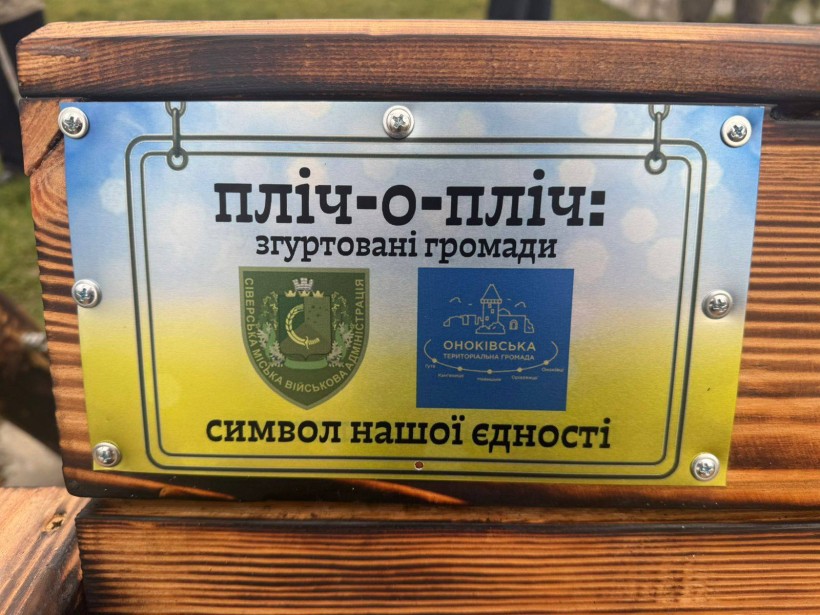 пліч-о-пліч:
згуртовані громади
СІВЕРСЬКА МІСЬКА ВІЙСЬКОВА АДМІНІСТРАЦІЯ
ОНОКІВСЬКА
ТЕРИТОРІАЛЬНА ГРОМАДА
символ нашої єдності